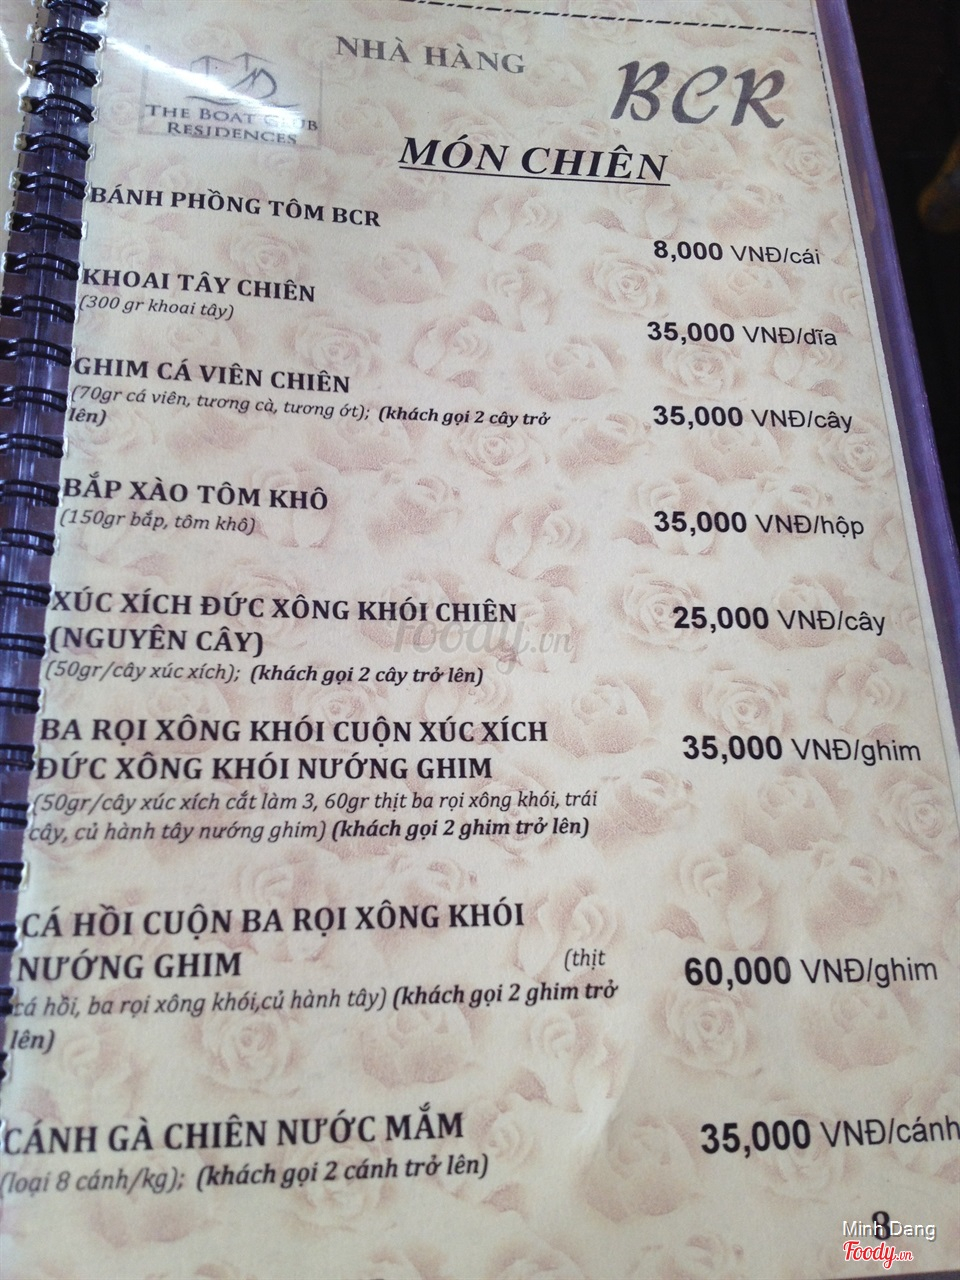 NHÀ HÀNG
BCR
THE BOAT CLUB
RESIDENCES
MÓN CHIÊN
BÁNH PHỒNG TÔM BCR
8,000 VNĐ/cái
KHOAI TÂY CHIÊN
(300 gr khoai tây)
35,000 VNĐ/dĩa
GHIM CÁ VIÊN CHIÊN
(70gr cá viên, tương cà, tương ớt); (khách gọi 2 cây trở
lên)
35,000 VNĐ/cây
BẮP XÀO TÔM KHÔ
(150gr bắp, tôm khô)
35,000 VNĐ/hộp
XÚC XÍCH ĐỨC XÔNG KHÓI CHIÊN
(NGUYÊN CÂY)
(50gr/cây xúc xích); (khách gọi 2 cây trở lên)
25,000 VNĐ/cây
foody.vn
BA RỌI XÔNG KHÓI CUỘN XÚC XÍCH
ĐỨC XÔNG KHÓI NƯỚNG GHIM
(50gr/cây xúc xích cắt làm 3, 60gr thịt ba rọi xông khói, trái
cây, củ hành tây nướng ghim) (khách gọi 2 ghim trở lên)
35,000 VNĐ/ghim
CÁ HỒI CUỘN BA RỌI XÔNG KHÓI
NƯỚNG GHIM (thịt
cá hồi, ba rọi xông khói,củ hành tây) (khách gọi 2 ghim trở
lên)
60,000 VNĐ/ghim
CÁNH GÀ CHIÊN NƯỚC MẮM
(loại 8 cánh/kg); (khách gọi 2 cánh trở lên)
35,000 VNĐ/cánh
8
Minh Dang
Foody.vn